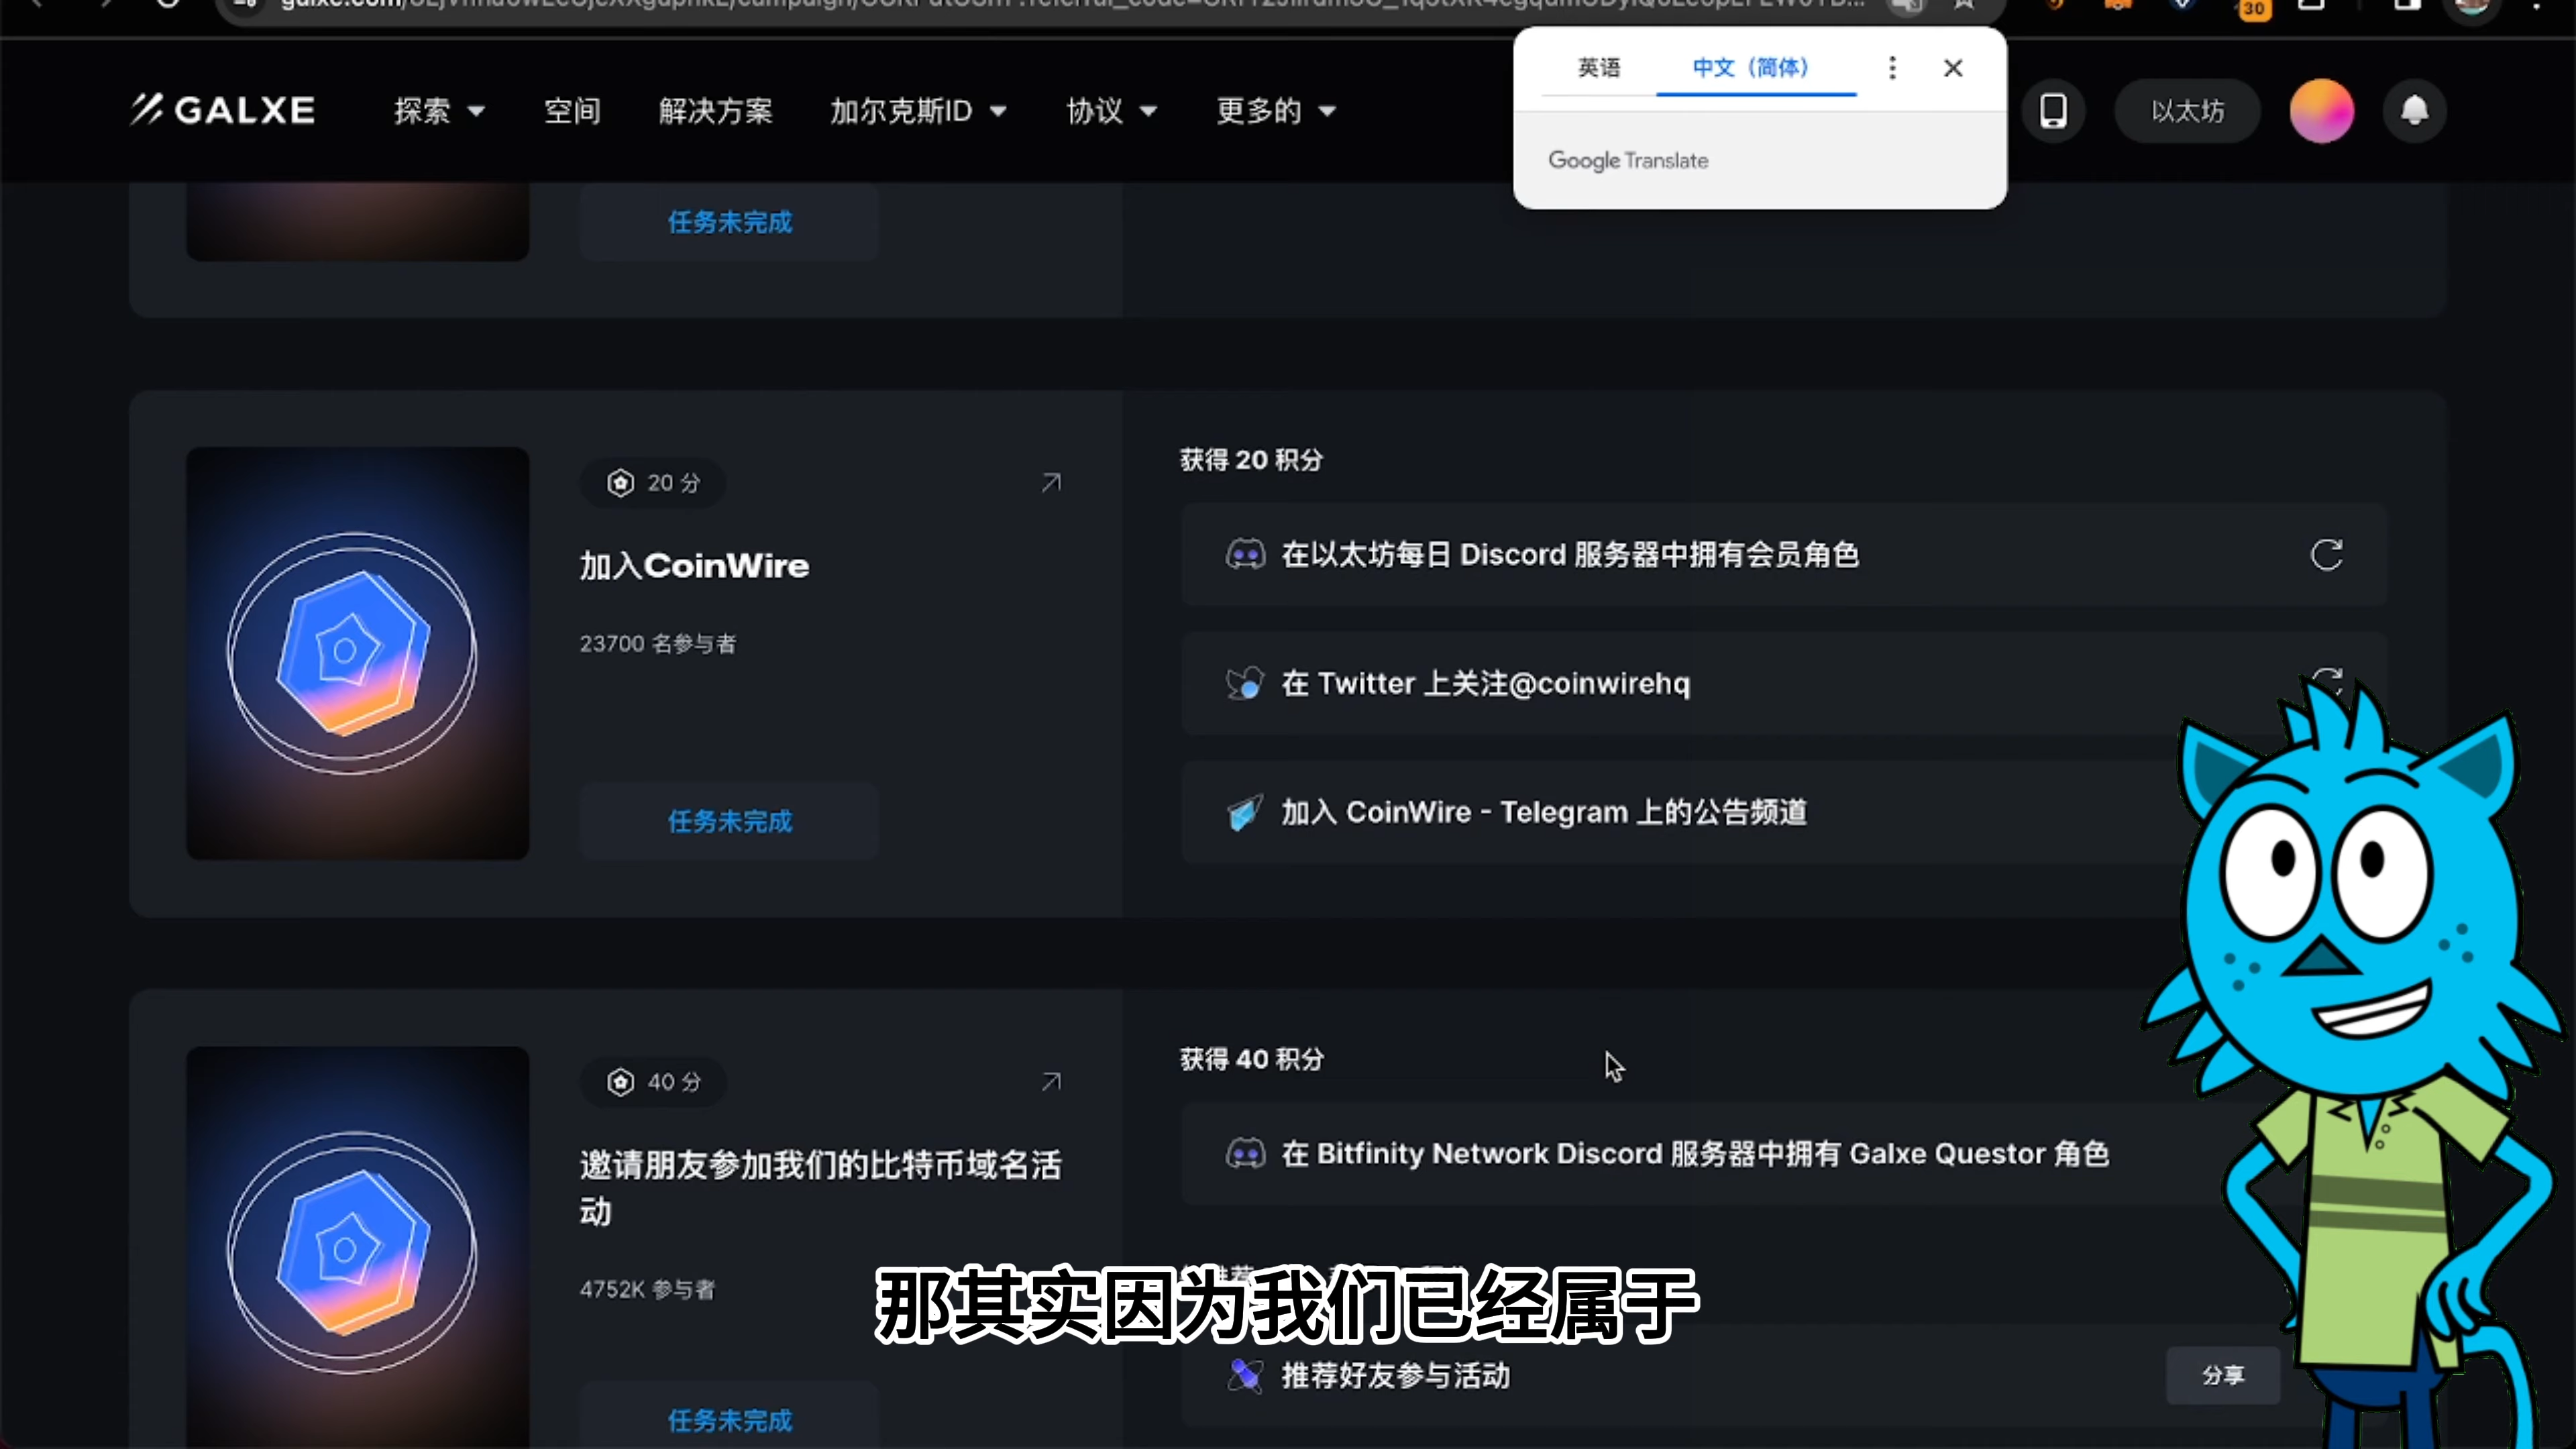 galxe.com/
30
英语
中文（简体）
Google Translate
GALXE
探索
空间
解决方案
加尔克斯ID
协议
更多的
以太坊
任务未完成
20 分
加入CoinWire
23700 名参与者
任务未完成
获得 20 积分
在以太坊每日 Discord 服务器中拥有会员角色
在 Twitter 上关注@coinwirehq
加入 CoinWire - Telegram 上的公告频道
40 分
邀请朋友参加我们的比特币域名活
动
4752K 参与者
任务未完成
获得 40 积分
在 Bitfinity Network Discord 服务器中拥有 Galxe Questor 角色
那其实因为我们已经属于
推荐好友参与活动
分享